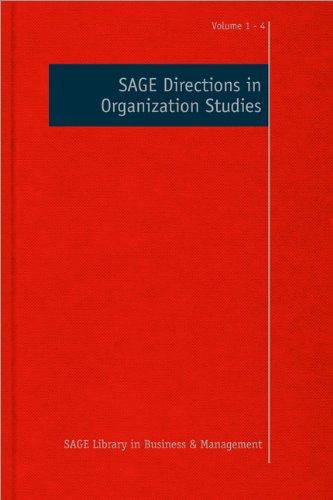 Volume 1 - 4
SAGE Directions in
Organization Studies
SAGE Library in Business & Management